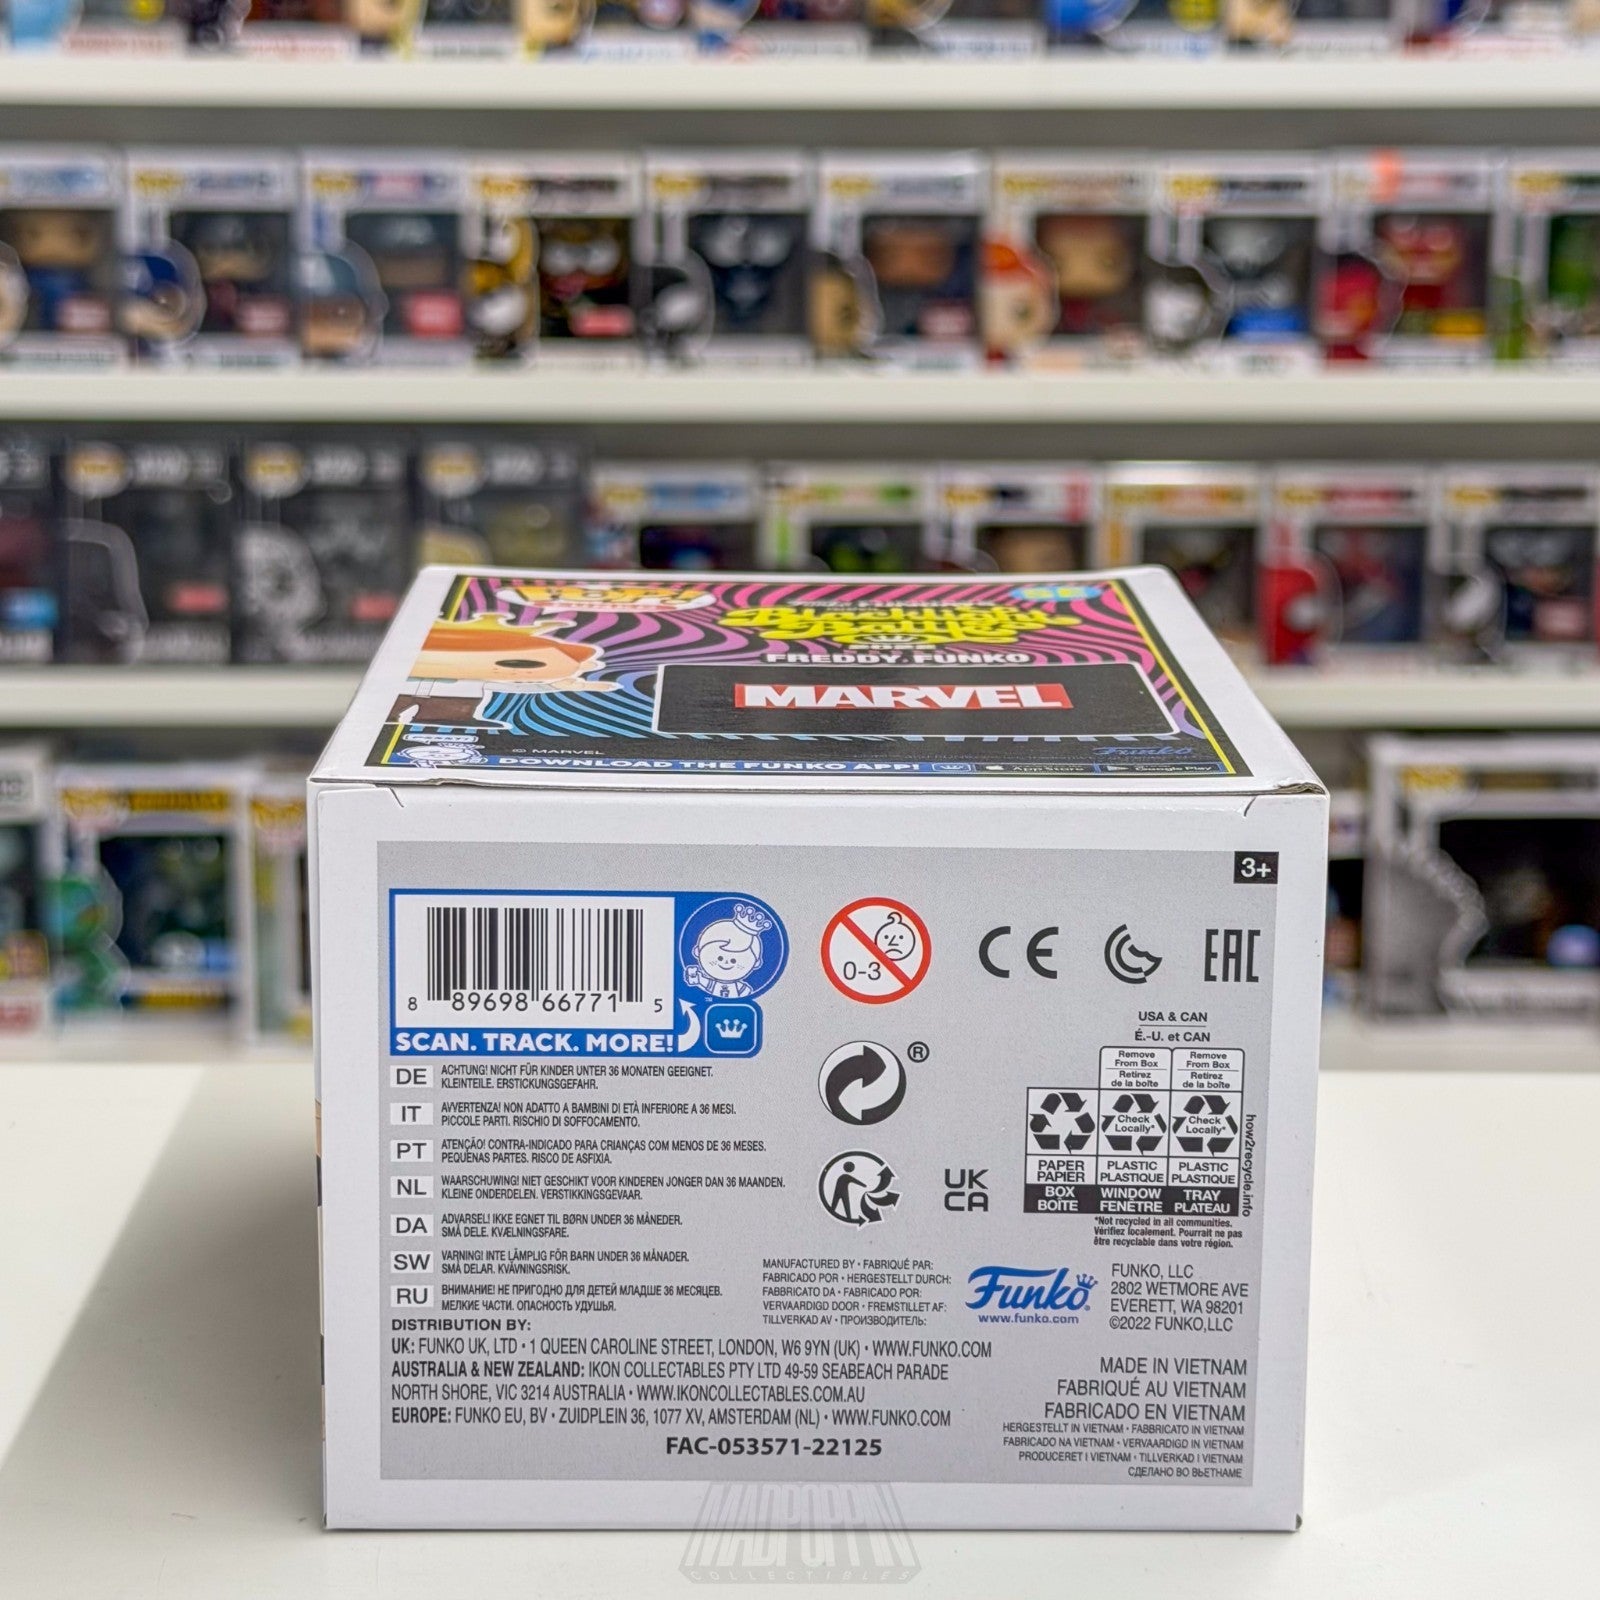 POP!
Blacklight Battle
2022
FREDDY FUNKO
MARVEL
© MARVEL
Funko
DOWNLOAD THE FUNKO APP!
App Store
Google Play
3+
8 89698 66771 5
SCAN. TRACK. MORE!
™
0-3
CE
EAC
USA & CAN
É.-U. et CAN
Remove From Box
Retirez de la boîte
Remove From Box
Retirez de la boîte
Check Locally*
Check Locally*
PAPER PAPIER
PLASTIC PLASTIQUE
PLASTIC PLASTIQUE
BOX BOÎTE
WINDOW FENÊTRE
TRAY PLATEAU
how2recycle.info
*Not recycled in all communities.
Vérifiez localement. Pourrait ne pas
être recyclable dans votre région.
®
UK
CA
DE ACHTUNG! NICHT FÜR KINDER UNTER 36 MONATEN GEEIGNET.
KLEINTEILE. ERSTICKUNGSGEFAHR.
IT AVVERTENZA! NON ADATTO A BAMBINI DI ETÀ INFERIORE A 36 MESI.
PICCOLE PARTI. RISCHIO DI SOFFOCAMENTO.
PT ATENÇÃO! CONTRA-INDICADO PARA CRIANÇAS COM MENOS DE 36 MESES.
PEQUENAS PARTES. RISCO DE ASFIXIA.
NL WAARSCHUWING! NIET GESCHIKT VOOR KINDEREN JONGER DAN 36 MAANDEN.
KLEINE ONDERDELEN. VERSTIKKINGSGEVAAR.
DA ADVARSEL! IKKE EGNET TIL BØRN UNDER 36 MÅNEDER.
SMÅ DELE. KVÆLNINGSFARE.
SW VARNING! INTE LÄMPLIG FÖR BARN UNDER 36 MÅNADER.
SMÅ DELAR. KVÄVNINGSRISK.
RU ВНИМАНИЕ! НЕ ПРИГОДНО ДЛЯ ДЕТЕЙ МЛАДШЕ 36 МЕСЯЦЕВ.
МЕЛКИЕ ЧАСТИ. ОПАСНОСТЬ УДУШЬЯ.
MANUFACTURED BY • FABRIQUÉ PAR:
FABRICADO POR • HERGESTELLT DURCH:
FABBRICATO DA • FABRICADO POR:
VERVAARDIGD DOOR • FREMSTILLET AF:
TILLVERKAD AV • ПРОИЗВОДИТЕЛЬ:
Funko®
www.funko.com
FUNKO, LLC
2802 WETMORE AVE
EVERETT, WA 98201
©2022 FUNKO,LLC
DISTRIBUTION BY:
UK: FUNKO UK, LTD • 1 QUEEN CAROLINE STREET, LONDON, W6 9YN (UK) • WWW.FUNKO.COM
AUSTRALIA & NEW ZEALAND: IKON COLLECTABLES PTY LTD 49-59 SEABEACH PARADE
NORTH SHORE, VIC 3214 AUSTRALIA • WWW.IKONCOLLECTABLES.COM.AU
EUROPE: FUNKO EU, BV • ZUIDPLEIN 36, 1077 XV, AMSTERDAM (NL) • WWW.FUNKO.COM
FAC-053571-22125
MADE IN VIETNAM
FABRIQUÉ AU VIETNAM
FABRICADO EN VIETNAM
HERGESTELLT IN VIETNAM • FABBRICATO IN VIETNAM
FABRICADO NA VIETNAM • VERVAARDIGD IN VIETNAM
PRODUCERET I VIETNAM • TILLVERKAD I VIETNAM
СДЕЛАНО ВО ВЬЕТНАМЕ
MADPOPPIN
COLLECTIBLES